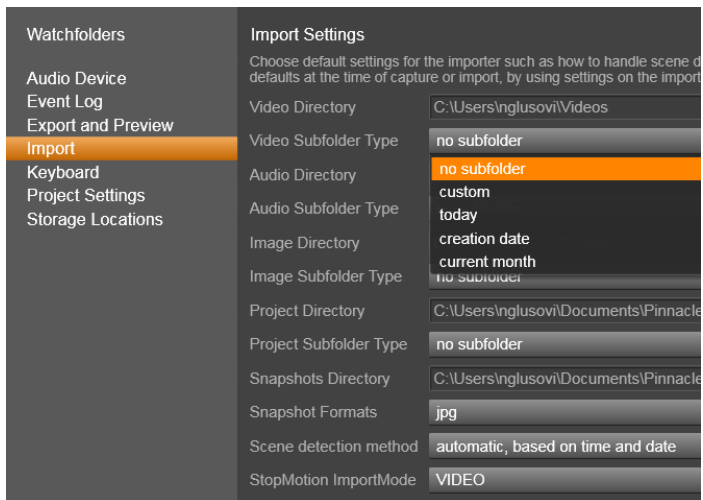 Watchfolders
Audio Device
Event Log
Export and Preview
Import
Keyboard
Project Settings
Storage Locations
Import Settings
Choose default settings for the importer such as how to handle scene d
defaults at the time of capture or import, by using settings on the import
Video Directory C:\Users\nglusovi\Videos
Video Subfolder Type no subfolder
no subfolder
Audio Directory
custom
Audio Subfolder Type
today
Image Directory
creation date
current month
Image Subfolder Type no subfolder
Project Directory C:\Users\nglusovi\Documents\Pinnacle
Project Subfolder Type no subfolder
Snapshots Directory C:\Users\nglusovi\Documents\Pinnacle
Snapshot Formats jpg
Scene detection method automatic, based on time and date
StopMotion ImportMode VIDEO